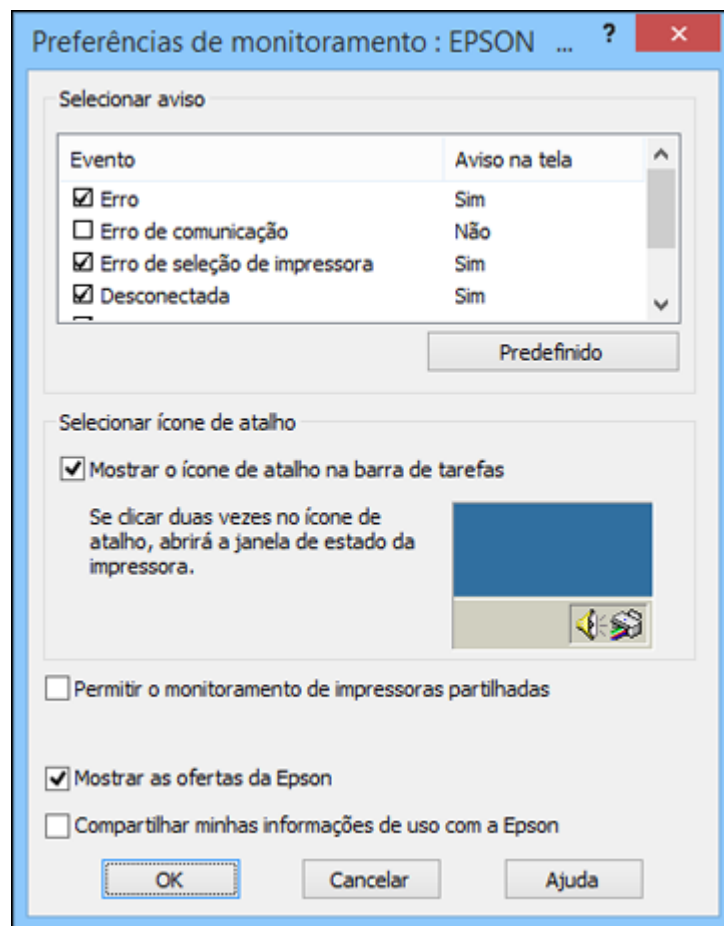 Preferências de monitoramento : EPSON ... ? ×
Selecionar aviso
Evento Aviso na tela
Erro Sim
Erro de comunicação Não
Erro de seleção de impressora Sim
Desconectada Sim
Predefinido
Selecionar ícone de atalho
Mostrar o ícone de atalho na barra de tarefas
Se clicar duas vezes no ícone de
atalho, abrirá a janela de estado da
impressora.
Permitir o monitoramento de impressoras partilhadas
Mostrar as ofertas da Epson
Compartilhar minhas informações de uso com a Epson
OK Cancelar Ajuda